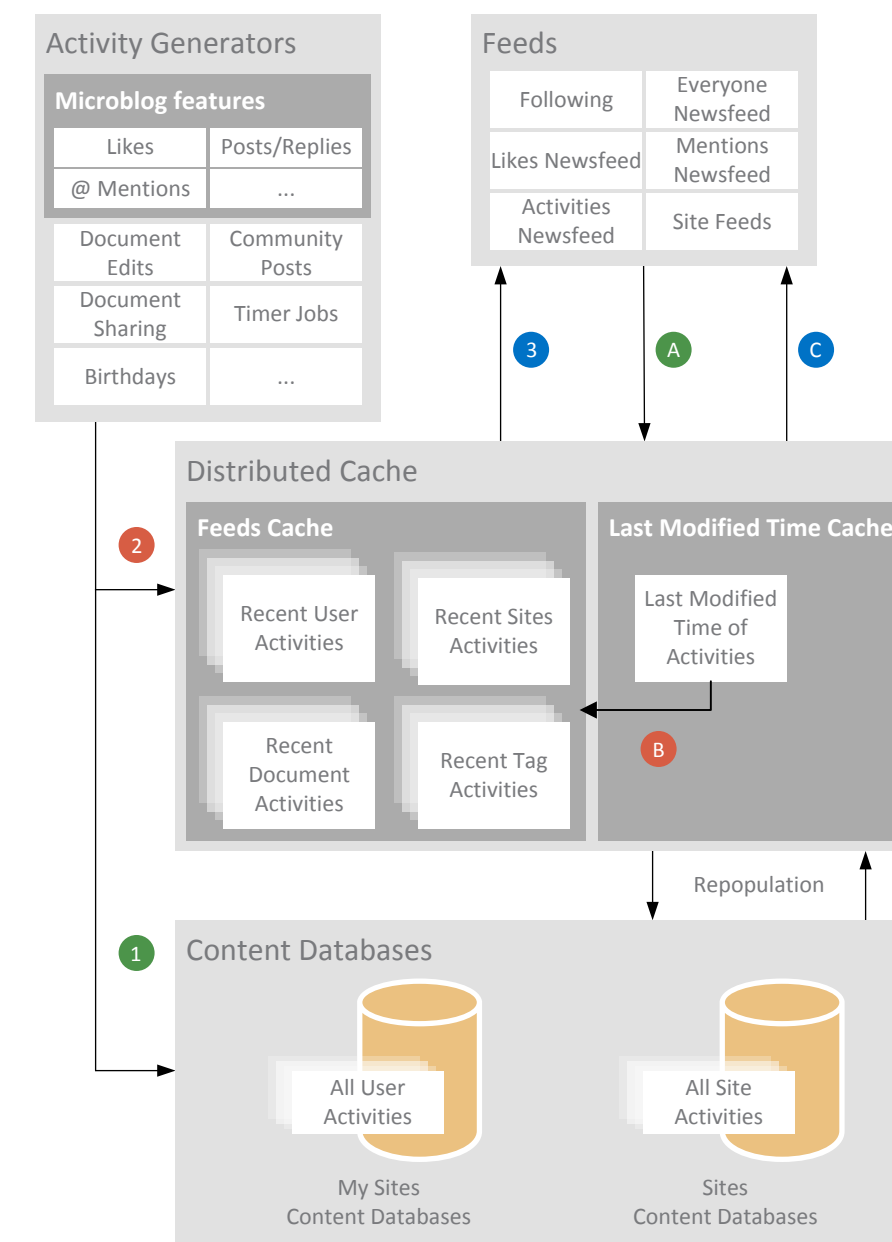 Activity Generators
Microblog features
Likes
Posts/Replies
@ Mentions
...
Document
Edits
Community
Posts
Document
Sharing
Timer Jobs
Birthdays
...
Feeds
Following
Everyone
Newsfeed
Likes Newsfeed
Mentions
Newsfeed
Activities
Newsfeed
Site Feeds
3
A
C
Distributed Cache
2
Feeds Cache
Recent User
Activities
Recent Sites
Activities
Recent
Document
Activities
Recent Tag
Activities
Last Modified Time Cache
Last Modified
Time of
Activities
B
Repopulation
1
Content Databases
All User
Activities
My Sites
Content Databases
All Site
Activities
Sites
Content Databases